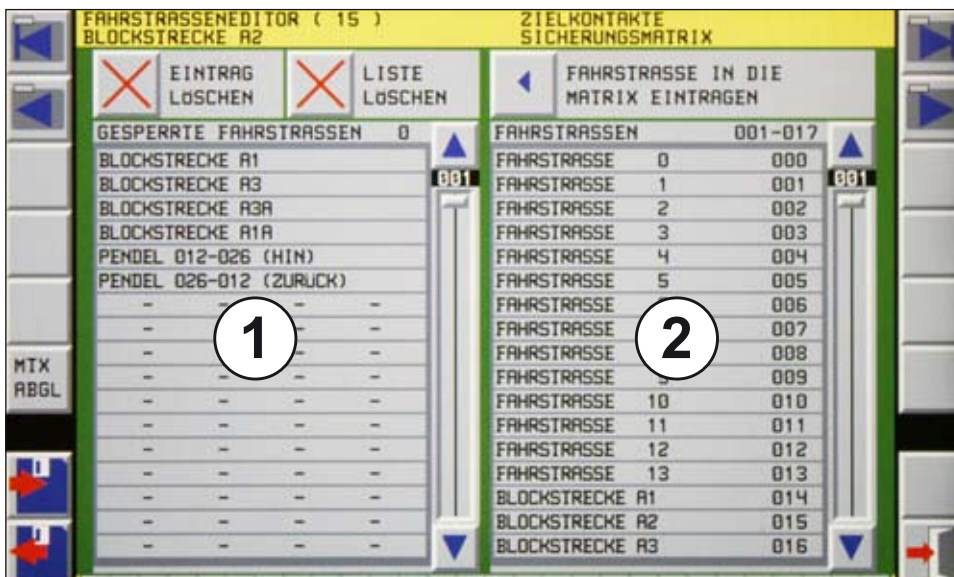 FAHRSTRASSENEDITOR ( 15 )
BLOCKSTRECKE A2
ZIELKONTAKTE
SICHERUNGSMATRIX
EINTRAG
LöSCHEN
LISTE
LöSCHEN
FAHRSTRASSE IN DIE
MATRIX EINTRAGEN
GESPERRTE FAHRSTRASSEN 0
BLOCKSTRECKE A1
BLOCKSTRECKE A3
BLOCKSTRECKE A3A
BLOCKSTRECKE A1A
PENDEL 012-026 (HIN)
PENDEL 026-012 (ZURüCK)
- - - -
- - - -
- - - -
- - - -
- - - -
- - - -
- - - -
- - - -
- - - -
- - - -
- - - -
001
1
FAHRSTRASSEN 001-017
FAHRSTRASSE 0 000
FAHRSTRASSE 1 001
FAHRSTRASSE 2 002
FAHRSTRASSE 3 003
FAHRSTRASSE 4 004
FAHRSTRASSE 5 005
FAHRSTRASSE 006
FAHRSTRASSE 007
FAHRSTRASSE 008
FAHRSTRASSE 009
FAHRSTRASSE 10 010
FAHRSTRASSE 11 011
FAHRSTRASSE 12 012
FAHRSTRASSE 13 013
BLOCKSTRECKE A1 014
BLOCKSTRECKE A2 015
BLOCKSTRECKE A3 016
001
2
MTX
ABGL